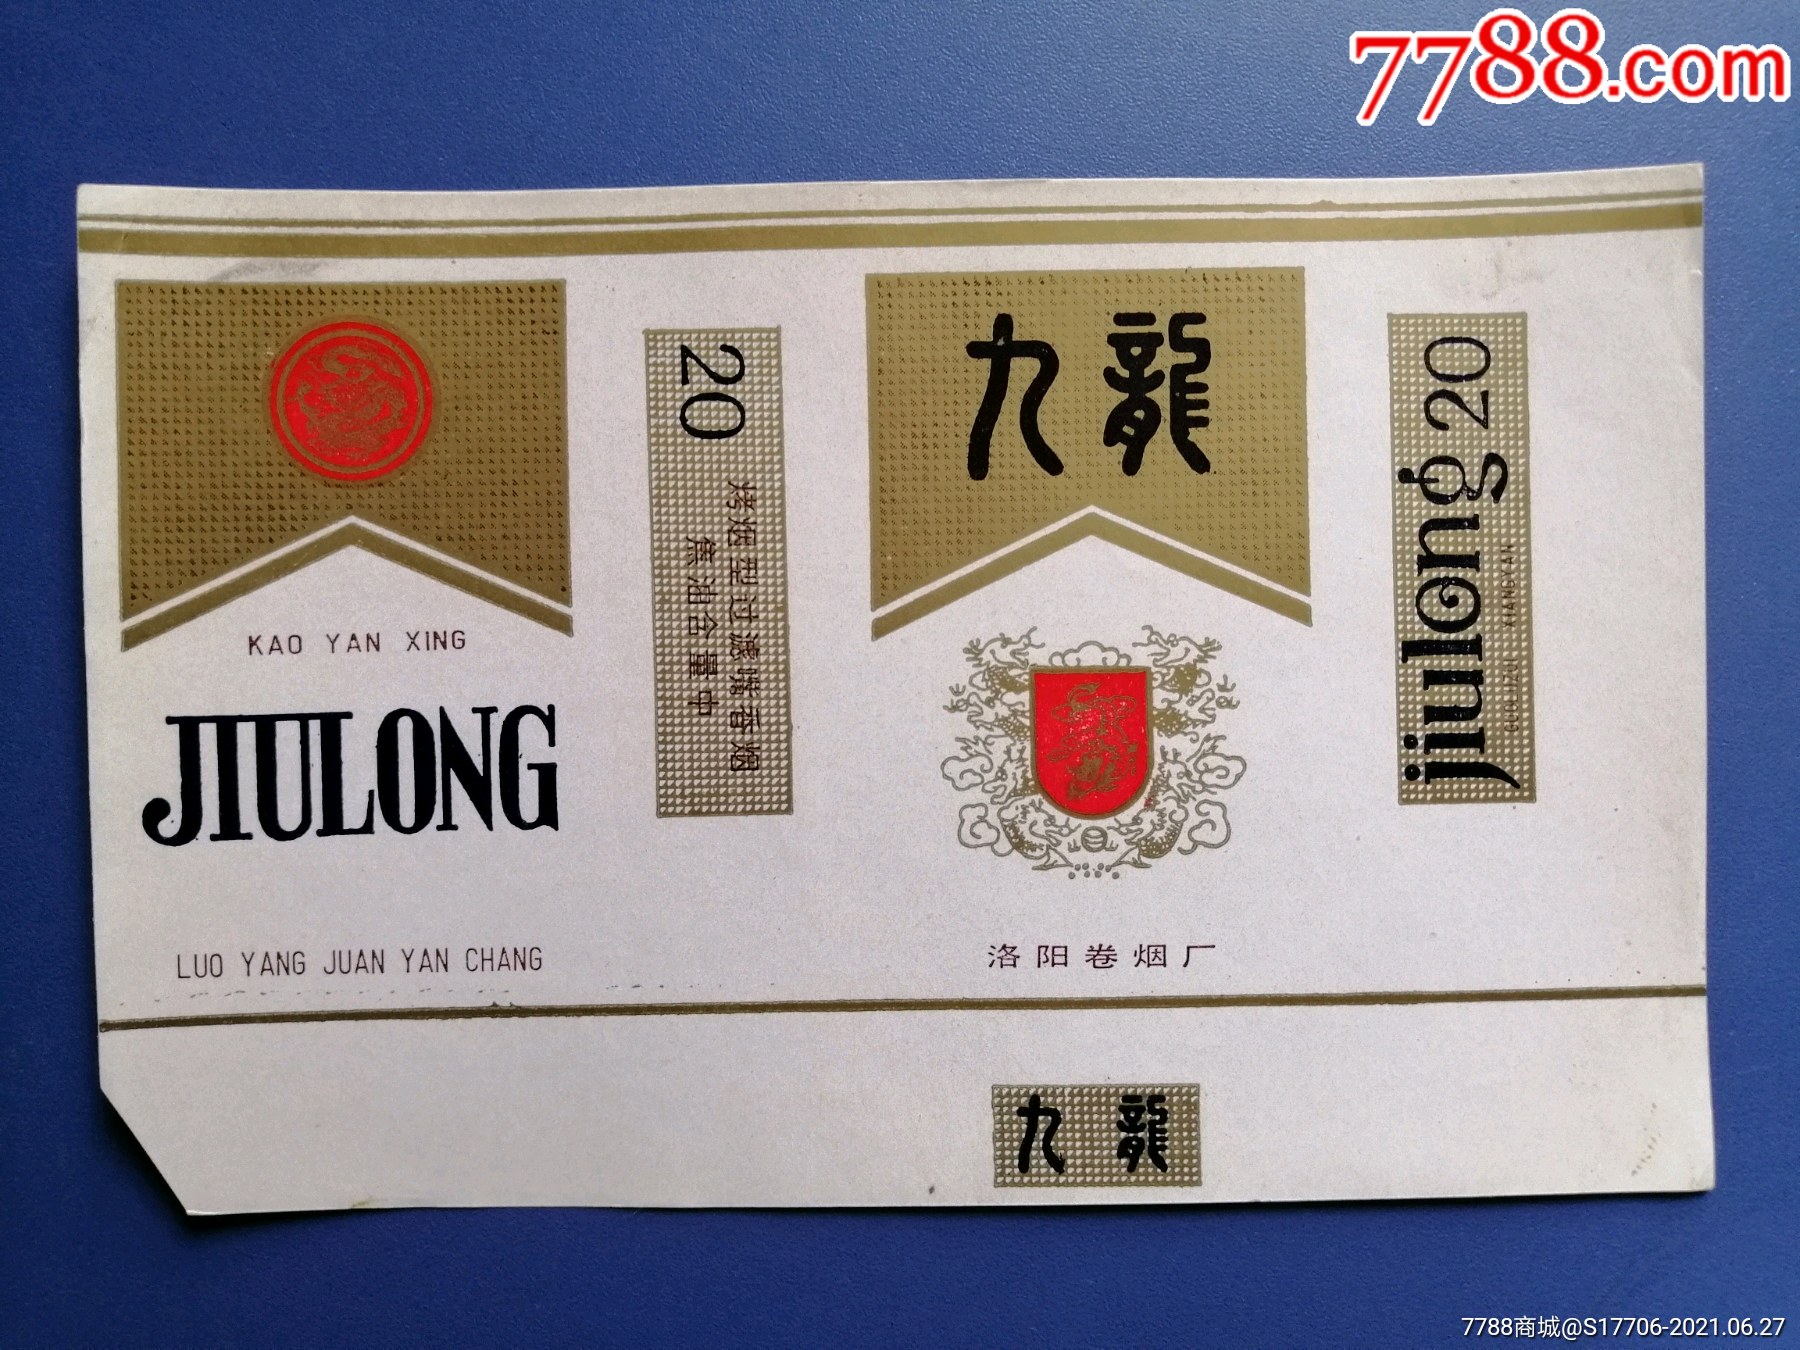 7788.com
KAO YAN XING
JIULONG
LUO YANG JUAN YAN CHANG
20
烤烟型过滤嘴香烟
焦油含量中
九龍
洛阳卷烟厂
jiulong 20
GUOLÜZUI XIANGYAN
九龍
7788商城@S17706-2021.06.27